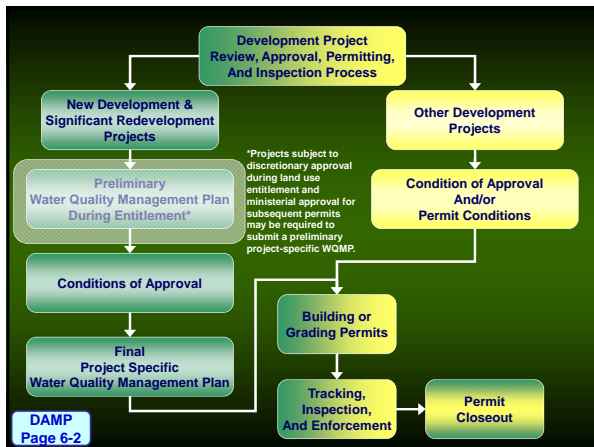 Development Project
Review, Approval, Permitting,
And Inspection Process
New Development &
Significant Redevelopment
Projects
Other Development
Projects
*Projects subject to
discretionary approval
during land use
entitlement and
ministerial approval for
subsequent permits
may be required to
submit a preliminary
project-specific WQMP.
Preliminary
Water Quality Management Plan
During Entitlement*
Condition of Approval
And/or
Permit Conditions
Conditions of Approval
Building or
Grading Permits
Final
Project Specific
Water Quality Management Plan
Tracking,
Inspection,
And Enforcement
Permit
Closeout
DAMP
Page 6-2